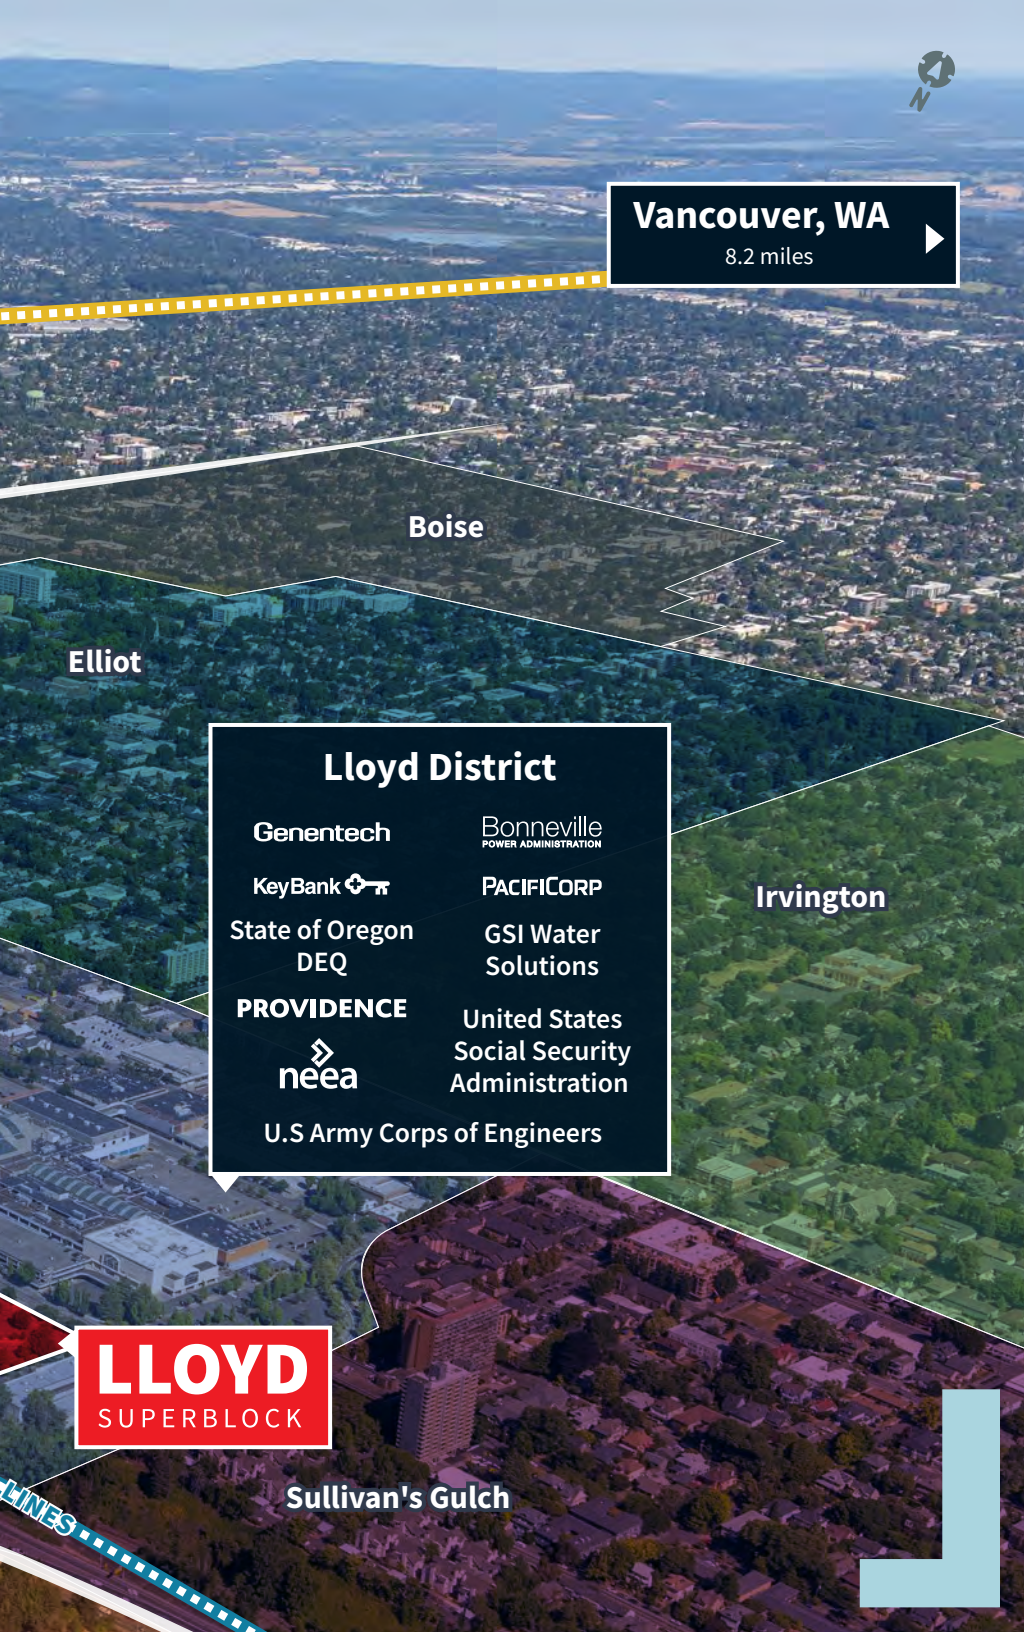 N
Vancouver, WA
8.2 miles
Boise
Elliot
Lloyd District
Genentech
Bonneville
POWER ADMINISTRATION
KeyBank
PACIFICORP
State of Oregon
DEQ
GSI Water
Solutions
PROVIDENCE
neea
United States
Social Security
Administration
U.S Army Corps of Engineers
Irvington
LLOYD
SUPERBLOCK
Sullivan's Gulch
LINES